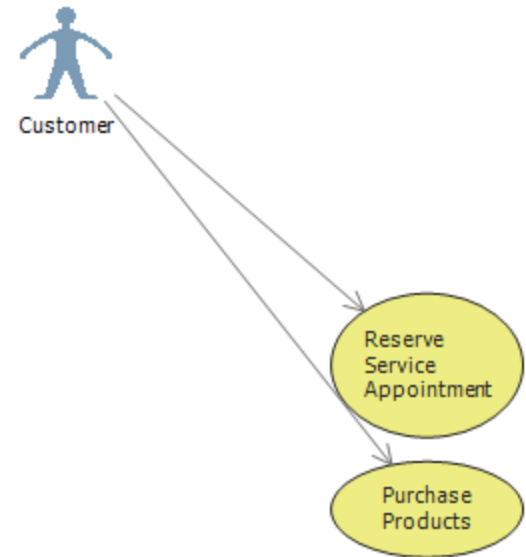 Customer
Reserve
Service
Appointment
Purchase
Products